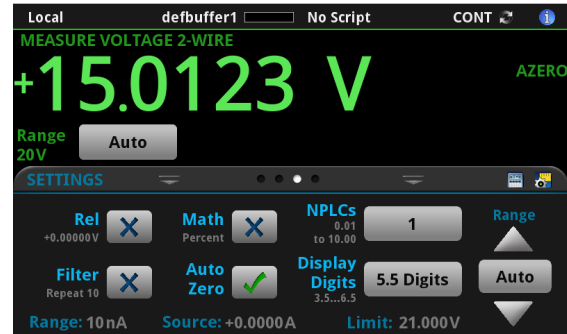 Local defbuffer1 No Script CONT
MEASURE VOLTAGE 2-WIRE
+15.0123 V
AZERO
Range Auto
20V
SETTINGS
Rel
+0.00000V
Math
Percent
NPLCs
0.01
to 10.00
1
Range
Filter
Repeat 10
Auto
Zero
Display
Digits
3.5...6.5
5.5 Digits
Auto
Range: 10nA Source: +0.0000A Limit: 21.000V